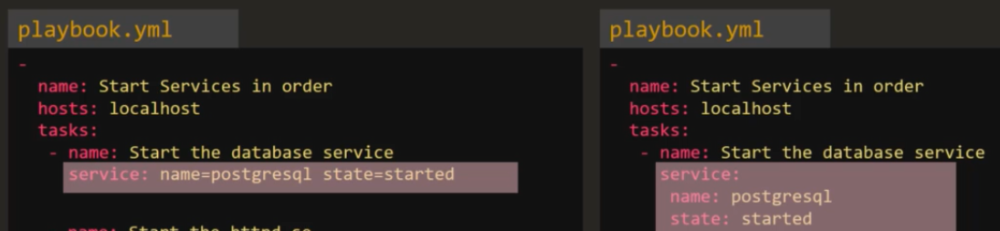 playbook.yml
-
name: Start Services in order
hosts: localhost
tasks:
- name: Start the database service
service: name=postgresql state=started
name: Start the httpd se
playbook.yml
-
name: Start Services in order
hosts: localhost
tasks:
- name: Start the database service
service:
name: postgresql
state: started